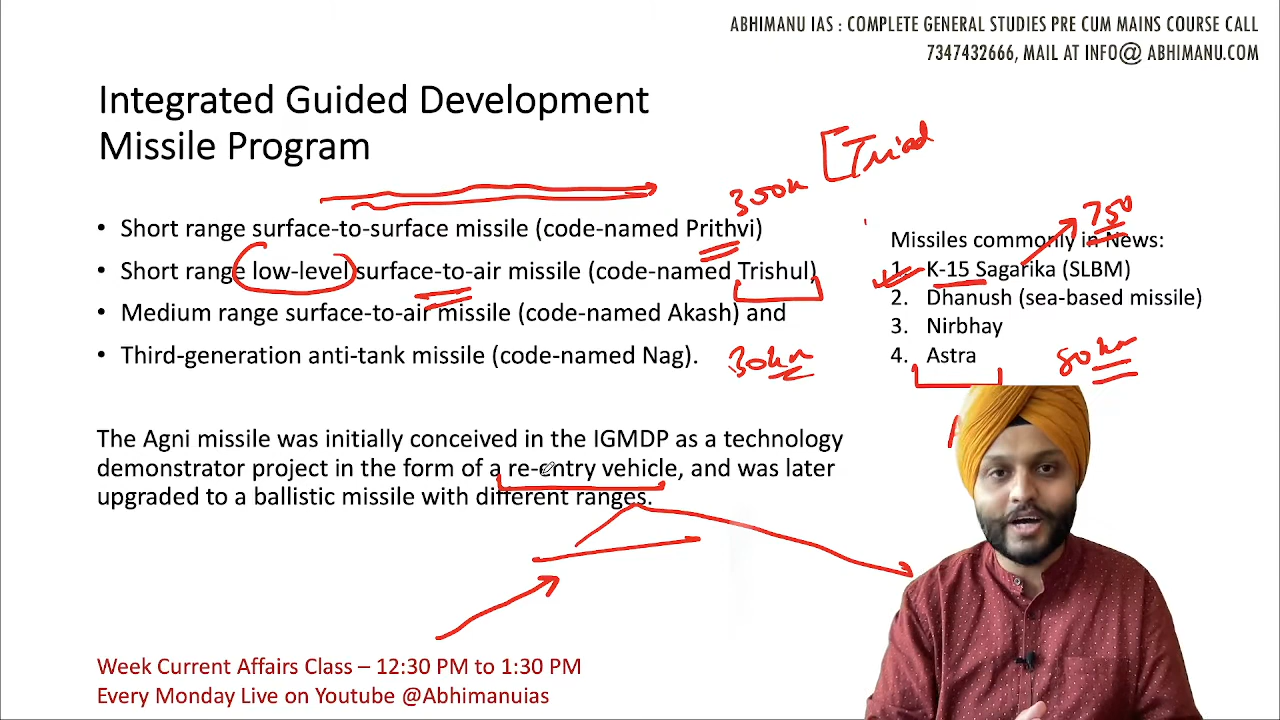 ABHIMANU IAS : COMPLETE GENERAL STUDIES PRE CUM MAINS COURSE CALL
7347432666, MAIL AT INFO@ ABHIMANU.COM
Integrated Guided Development
Missile Program
Triad
• Short range surface-to-surface missile (code-named Prithvi)
• Short range low-level surface-to-air missile (code-named Trishul)
• Medium range surface-to-air missile (code-named Akash) and
• Third-generation anti-tank missile (code-named Nag).
30km
750
Missiles commonly in News:
1. K-15 Sagarika (SLBM)
2. Dhanush (sea-based missile)
3. Nirbhay
4. Astra
80 km
The Agni missile was initially conceived in the IGMDP as a technology
demonstrator project in the form of a re-entry vehicle, and was later
upgraded to a ballistic missile with different ranges.
Week Current Affairs Class – 12:30 PM to 1:30 PM
Every Monday Live on Youtube @Abhimanuias